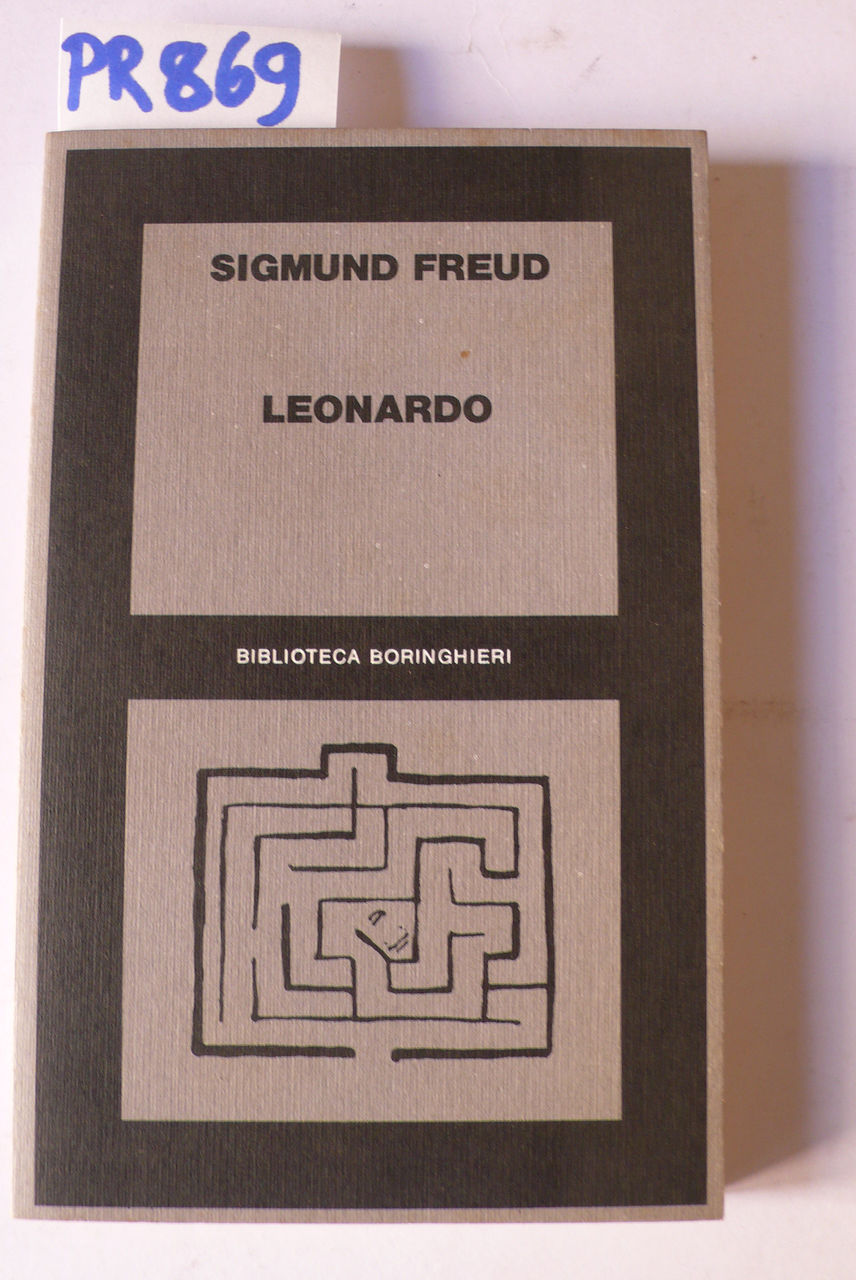 PR869
SIGMUND FREUD
LEONARDO
BIBLIOTECA BORINGHIERI